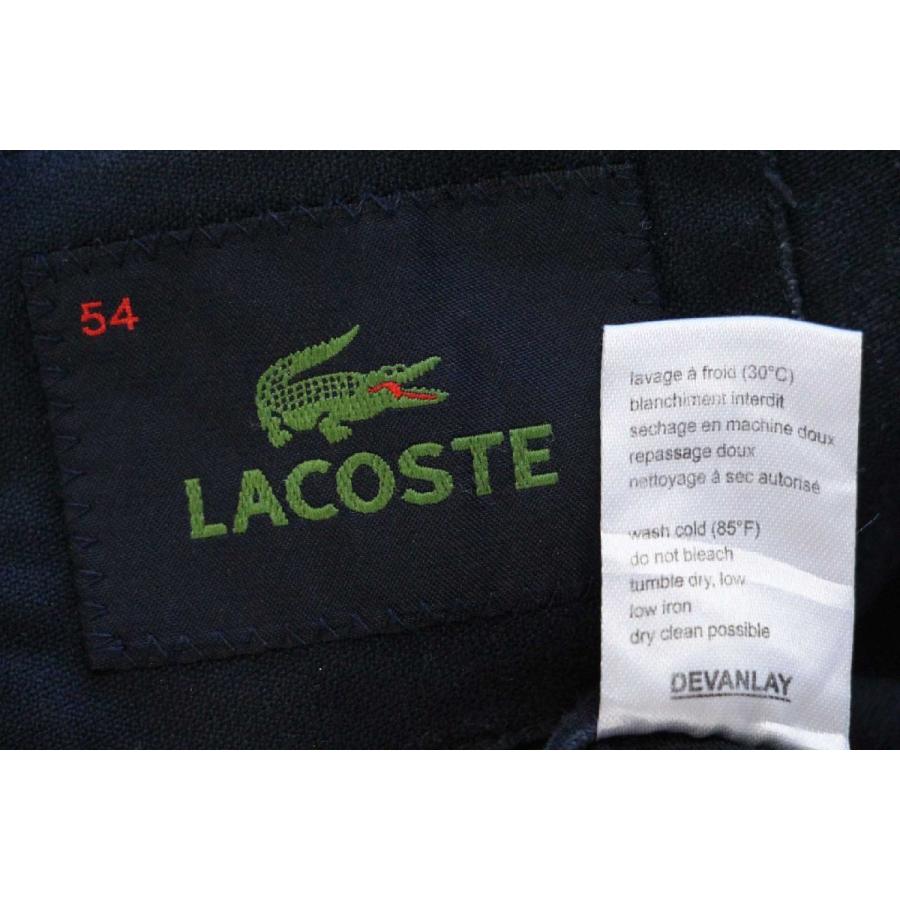 54
LACOSTE
lavage à froid (30°C)
blanchiment interdit
sechage en machine doux
repassage doux
nettoyage à sec autorisé
wash cold (85°F)
do not bleach
tumble dry, low
low iron
dry clean possible
DEVANLAY